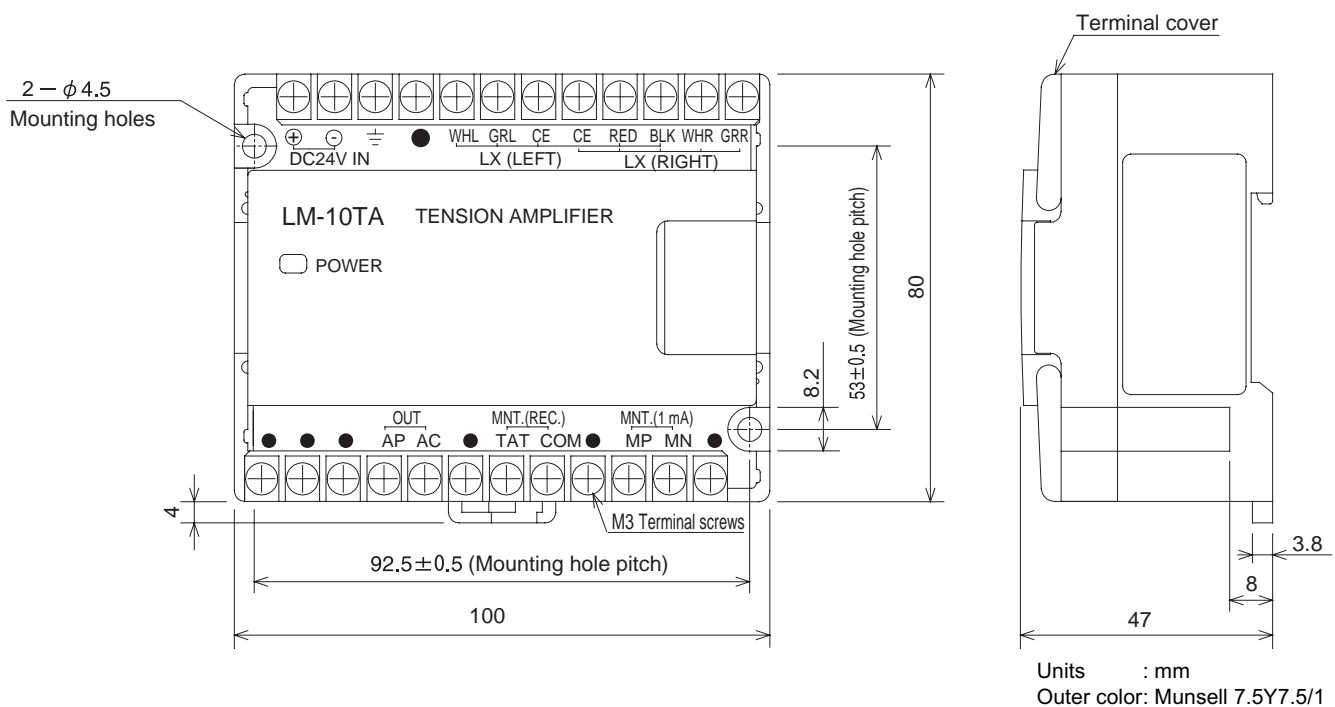 Terminal cover
2－φ4.5
Mounting holes
WHL GRL CE CE RED BLK WHR GRR
DC24V IN LX (LEFT) LX (RIGHT)
LM-10TA TENSION AMPLIFIER
POWER
53±0.5 (Mounting hole pitch)
80
8.2
OUT MNT.(REC.) MNT.(1 mA)
AP AC TAT COM MP MN
4
M3 Terminal screws
92.5±0.5 (Mounting hole pitch)
100
3.8
8
47
Units : mm
Outer color: Munsell 7.5Y7.5/1